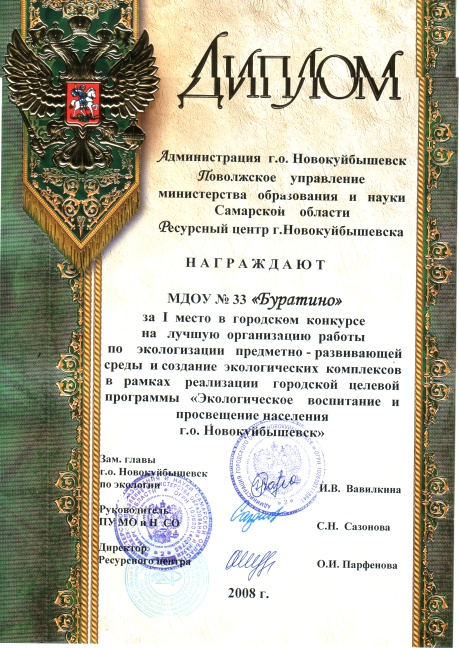 ДИПЛОМ
Администрация г.о. Новокуйбышевск
Поволжское управление
министерства образования и науки
Самарской области
Ресурсный центр г.Новокуйбышевска
НАГРАЖДАЮТ
МДОУ № 33 «Буратино»
за I место в городском конкурсе
на лучшую организацию работы
по экологизации предметно - развивающей
среды и создание экологических комплексов
в рамках реализации городской целевой
программы «Экологическое воспитание и
просвещение населения
г.о. Новокуйбышевск»
Зам. главы
г.о. Новокуйбышевск
по экологии
И.В. Вавилкина
Руководитель
ПУ МО и Н СО
С.Н. Сазонова
Директор
Ресурсного центра
О.И. Парфенова
2008 г.